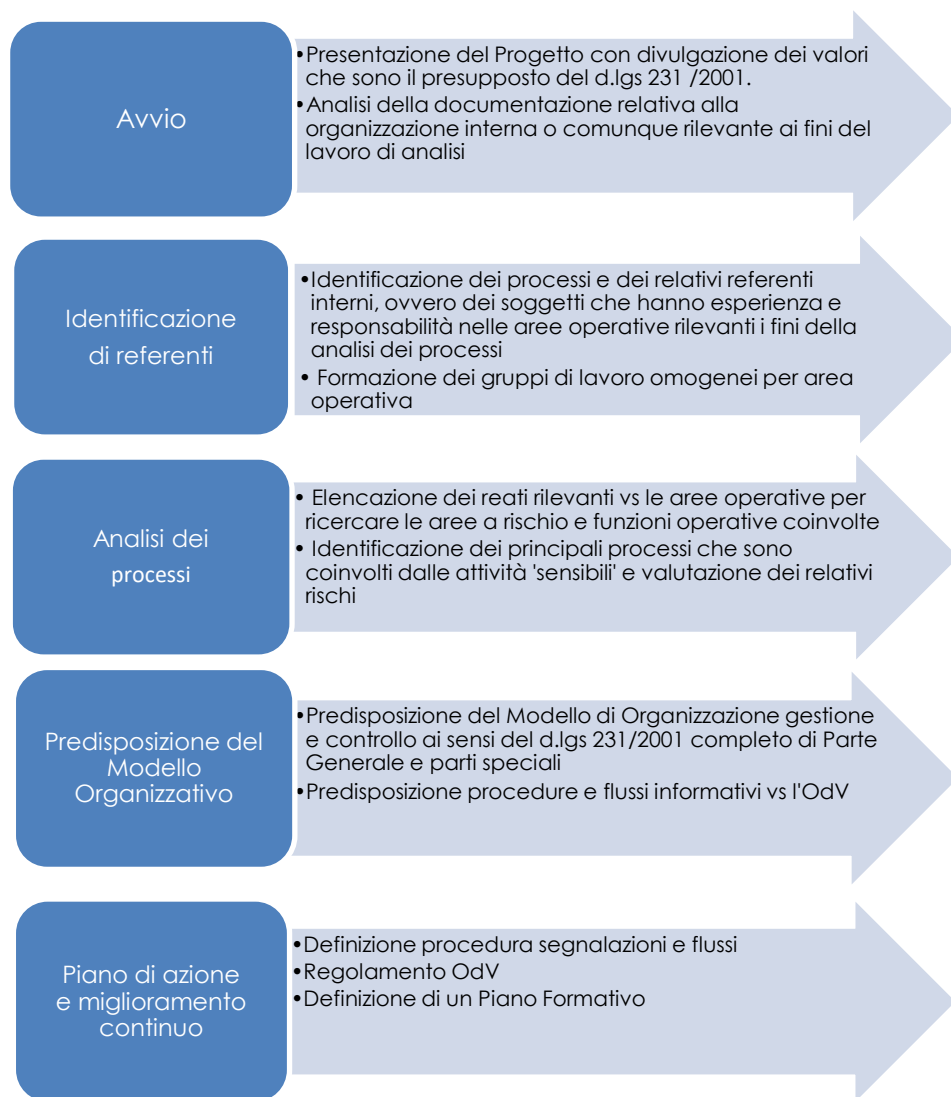 Avvio
•Presentazione del Progetto con divulgazione dei valori
che sono il presupposto del d.lgs 231 /2001.
•Analisi della documentazione relativa alla
organizzazione interna o comunque rilevante ai fini del
lavoro di analisi
Identificazione
di referenti
•Identificazione dei processi e dei relativi referenti
interni, ovvero dei soggetti che hanno esperienza e
responsabilità nelle aree operative rilevanti i fini della
analisi dei processi
• Formazione dei gruppi di lavoro omogenei per area
operativa
Analisi dei
processi
• Elencazione dei reati rilevanti vs le aree operative per
ricercare le aree a rischio e funzioni operative coinvolte
• Identificazione dei principali processi che sono
coinvolti dalle attività 'sensibili' e valutazione dei relativi
rischi
Predisposizione del
Modello
Organizzativo
•Predisposizione del Modello di Organizzazione gestione
e controllo ai sensi del d.lgs 231/2001 completo di Parte
Generale e parti speciali
•Predisposizione procedure e flussi informativi vs l'OdV
Piano di azione
e miglioramento
continuo
•Definizione procedura segnalazioni e flussi
•Regolamento OdV
•Definizione di un Piano Formativo